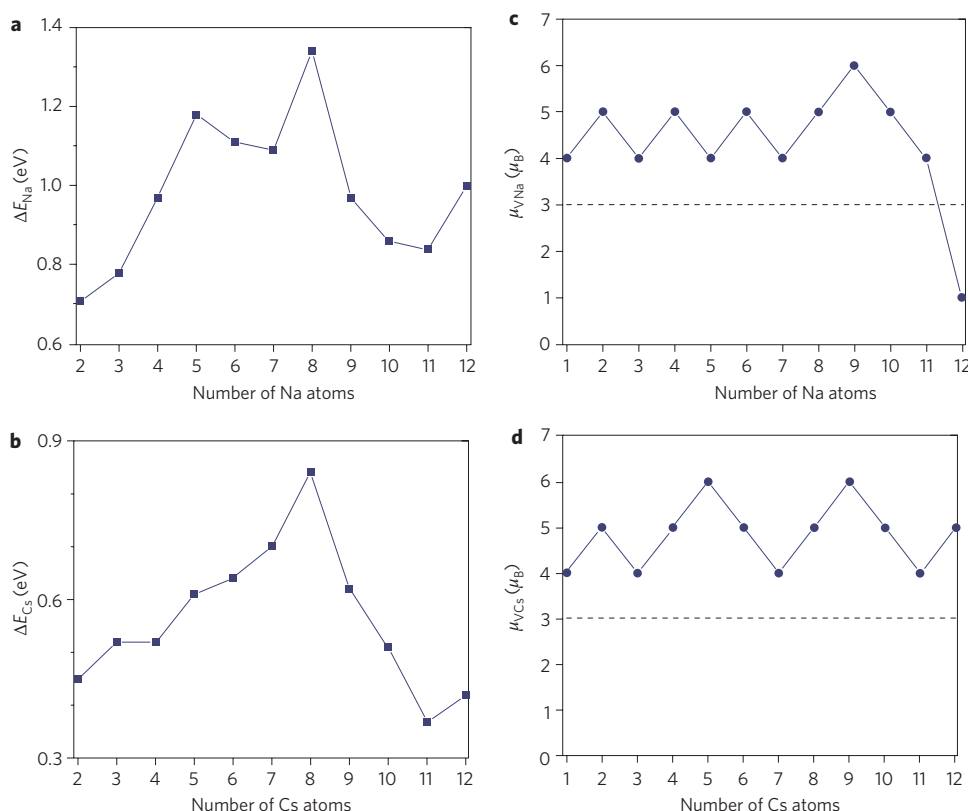 a
1.4
1.2
1.0
0.8
0.6
ΔE_Na (eV)
2 3 4 5 6 7 8 9 10 11 12
Number of Na atoms
c
7
6
5
4
3
2
1
0
μ_VNa (μ_B)
1 2 3 4 5 6 7 8 9 10 11 12
Number of Na atoms
b
0.9
0.6
0.3
ΔE_Cs (eV)
2 3 4 5 6 7 8 9 10 11 12
Number of Cs atoms
d
7
6
5
4
3
2
1
0
μ_VCs (μ_B)
1 2 3 4 5 6 7 8 9 10 11 12
Number of Cs atoms